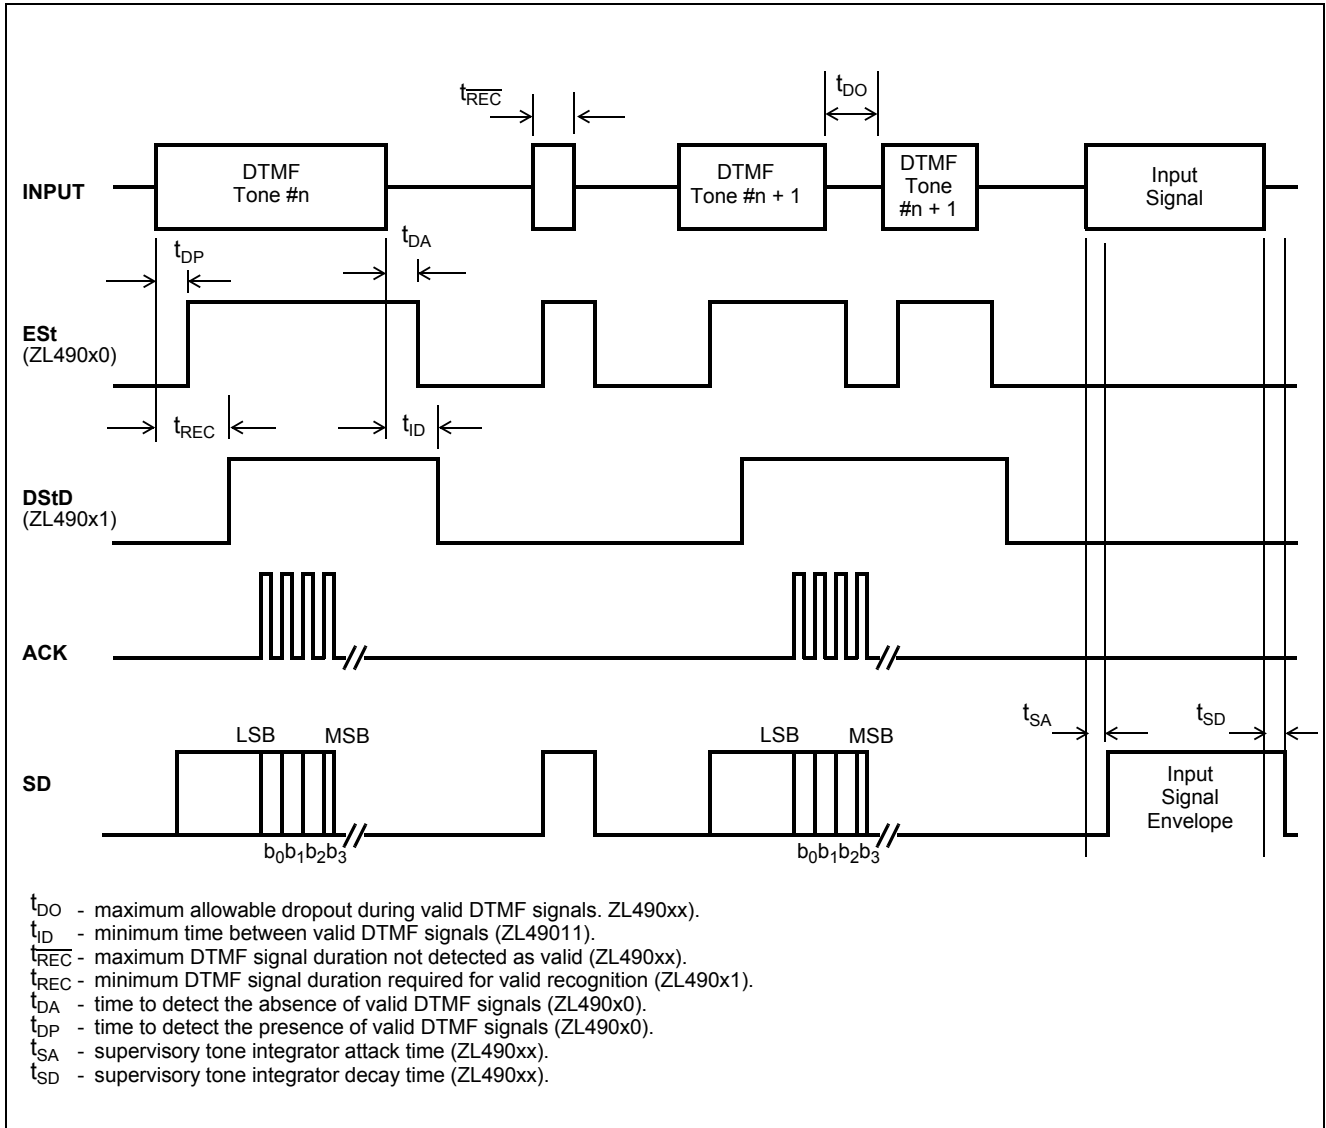 tREC
tDO
INPUT
DTMF
Tone #n
DTMF
Tone #n + 1
DTMF
Tone
#n + 1
Input
Signal
tDP
tDA
ESt
(ZL490x0)
tREC
tID
DStD
(ZL490x1)
ACK
tSA
tSD
LSB
MSB
LSB
MSB
SD
Input
Signal
Envelope
b0b1b2b3
b0b1b2b3
tDO - maximum allowable dropout during valid DTMF signals. ZL490xx).
tID - minimum time between valid DTMF signals (ZL49011).
tREC - maximum DTMF signal duration not detected as valid (ZL490xx).
tREC - minimum DTMF signal duration required for valid recognition (ZL490x1).
tDA - time to detect the absence of valid DTMF signals (ZL490x0).
tDP - time to detect the presence of valid DTMF signals (ZL490x0).
tSA - supervisory tone integrator attack time (ZL490xx).
tSD - supervisory tone integrator decay time (ZL490xx).